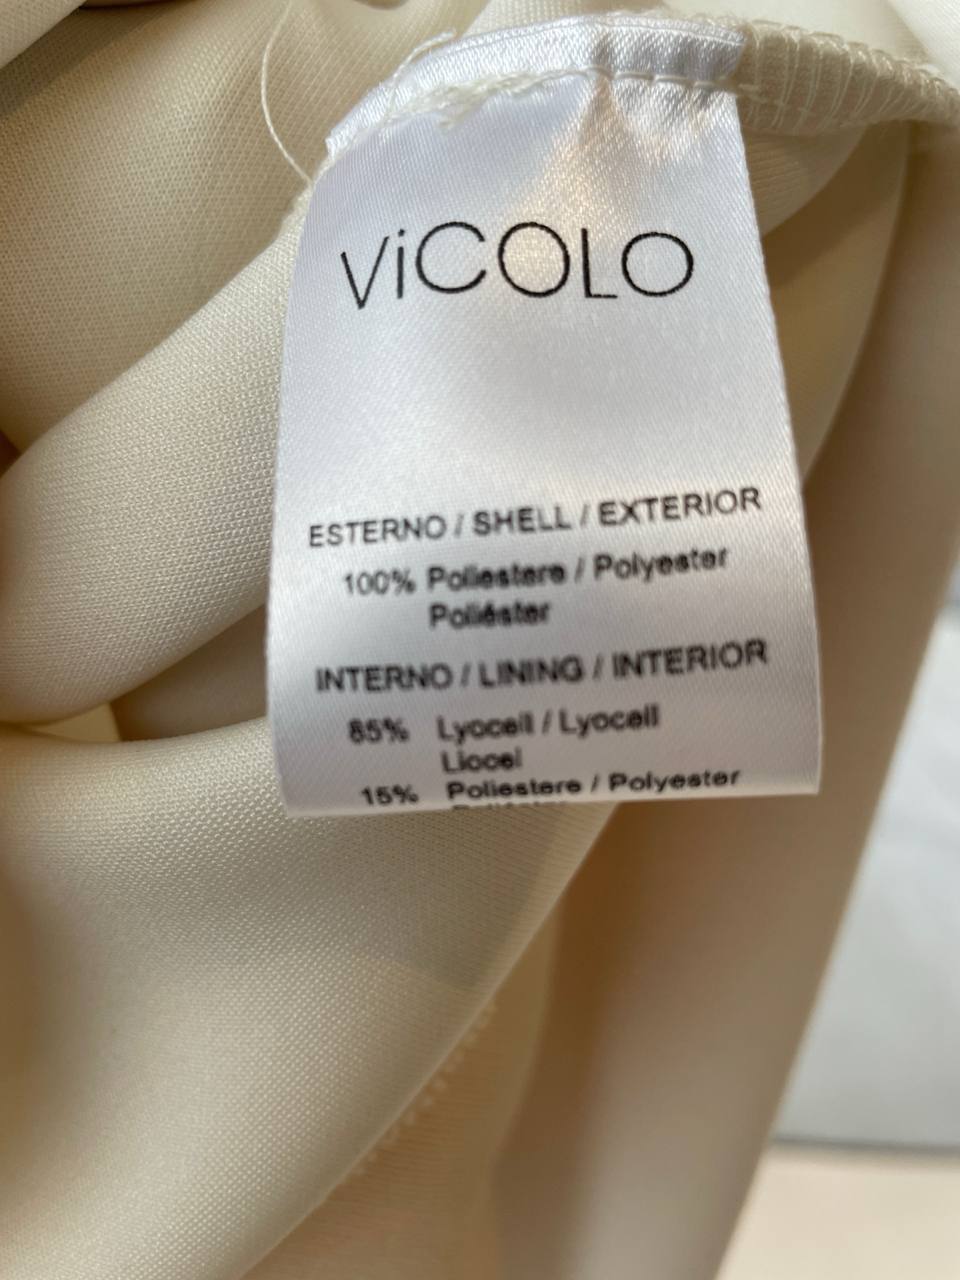 ViCOLO
ESTERNO / SHELL / EXTERIOR
100% Poliestere / Polyester
Poliéster
INTERNO / LINING / INTERIOR
85% Lyocell / Lyocell
Liocel
15% Poliestere / Polyester